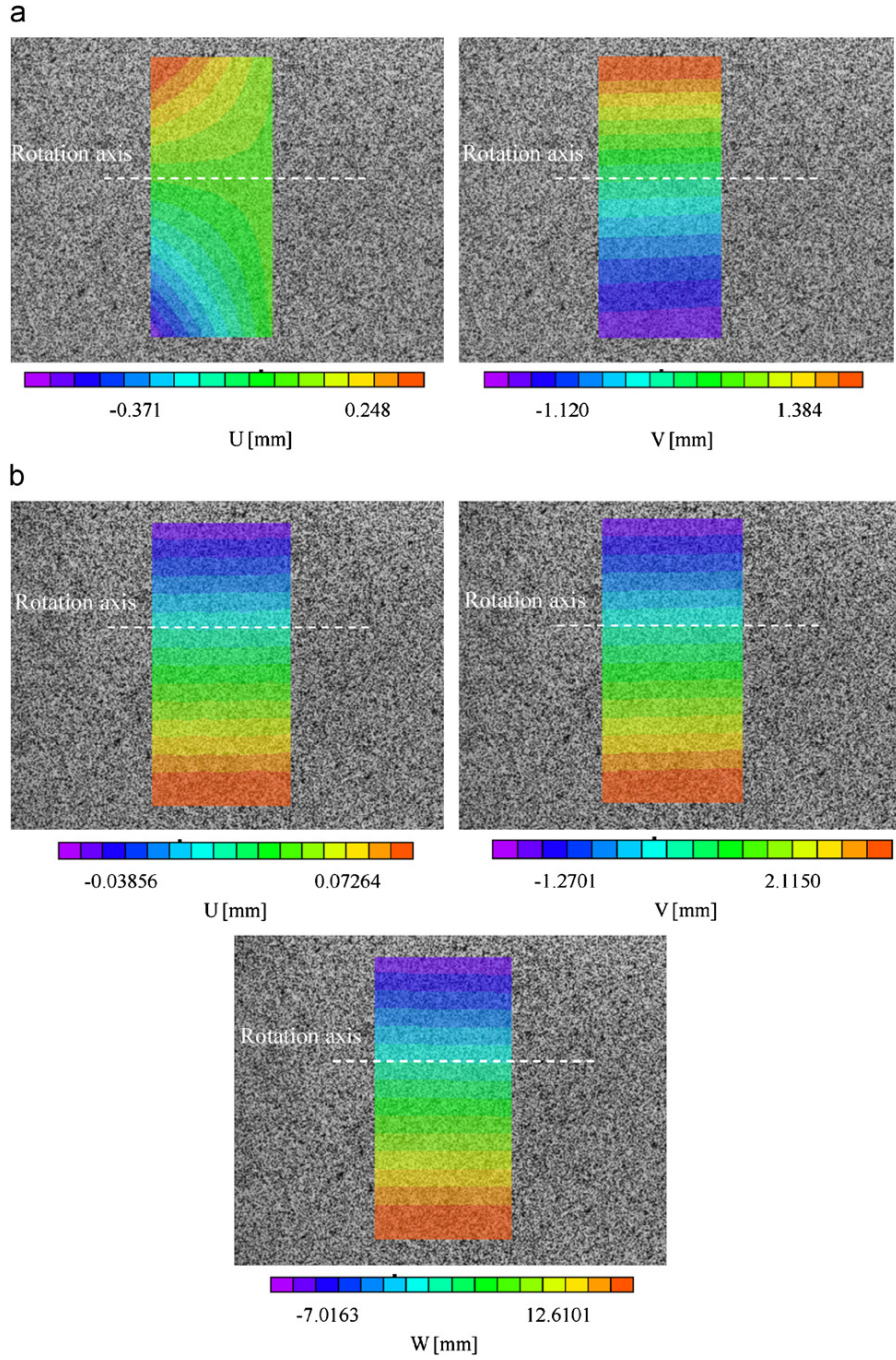 a
Rotation axis
Rotation axis
-0.371 0.248
U [mm]
-1.120 1.384
V [mm]
b
Rotation axis
Rotation axis
-0.03856 0.07264
U [mm]
-1.2701 2.1150
V [mm]
Rotation axis
-7.0163 12.6101
W [mm]